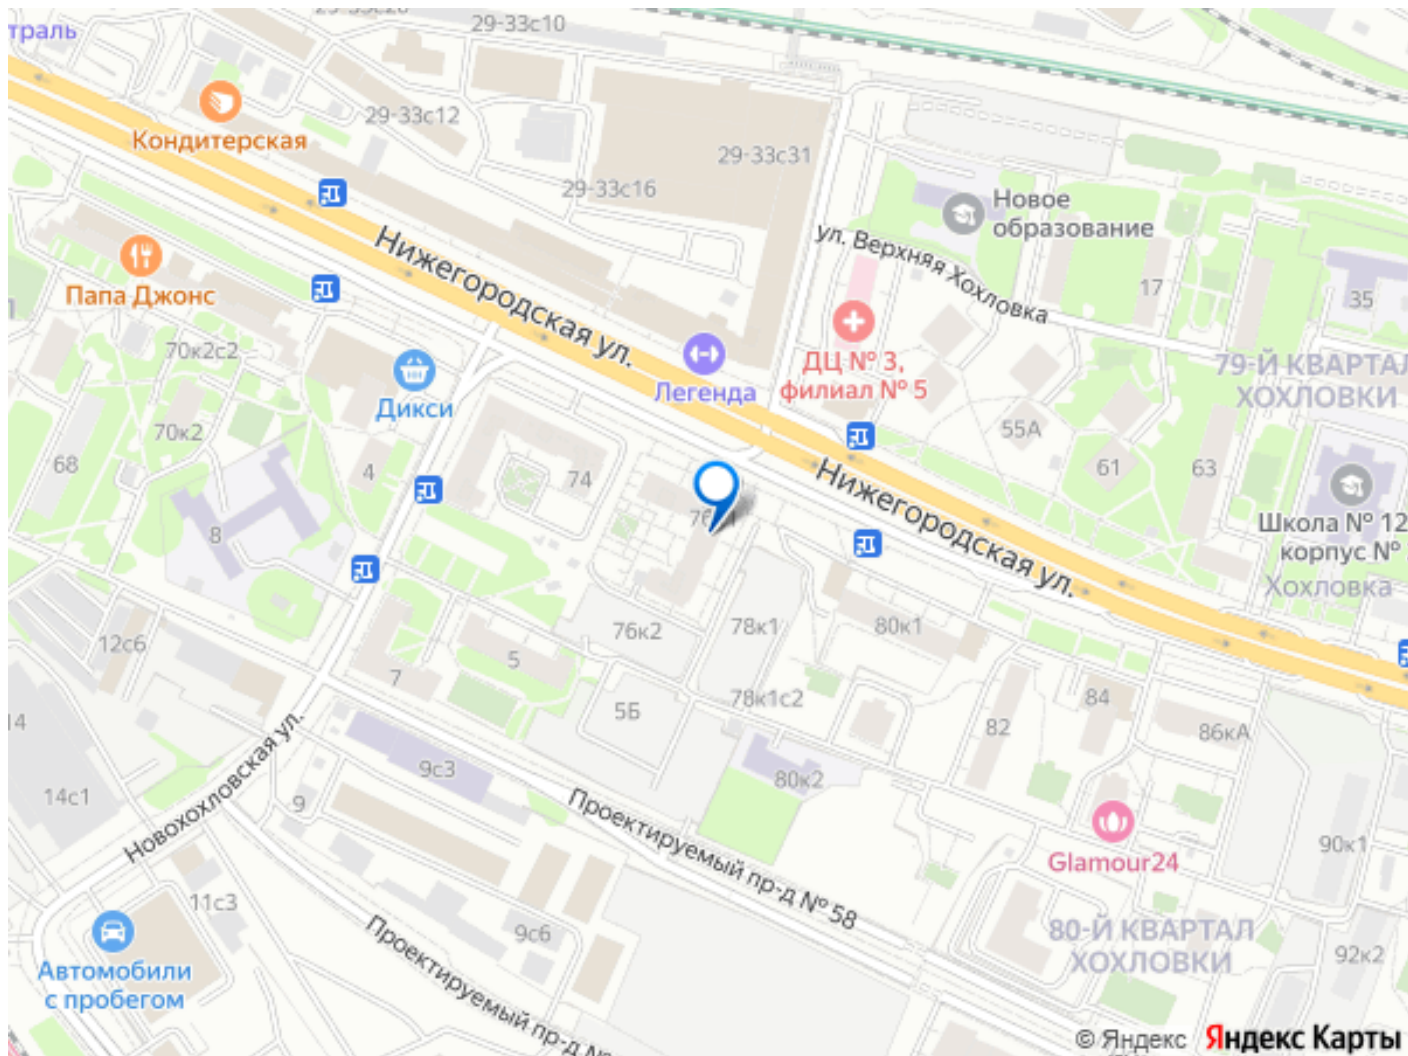 29-33с10
траль
29-33с12
Кондитерская
29-33с31
29-33с16
Новое
образование
ул. Верхняя Хохловка
Нижегородская ул.
Папа Джонс
17
35
70к2с2
Легенда
ДЦ № 3,
филиал № 5
79-Й КВАРТАЛ
ХОХЛОВКИ
Дикси
70к2
55А
68
4
74
61
63
8
Нижегородская ул.
Школа № 12
корпус №
Хохловка
12с6
76к2
78к1
80к1
5
7
78к1с2
5Б
82
84
86кА
14
Новохохловская ул.
9с3
80к2
14с1
9
Проектируемый пр-д № 58
Glamour24
90к1
11с3
9с6
80-Й КВАРТАЛ
ХОХЛОВКИ
92к2
Проектируемый пр-д
Автомобили
с пробегом
© Яндекс Яндекс Карты